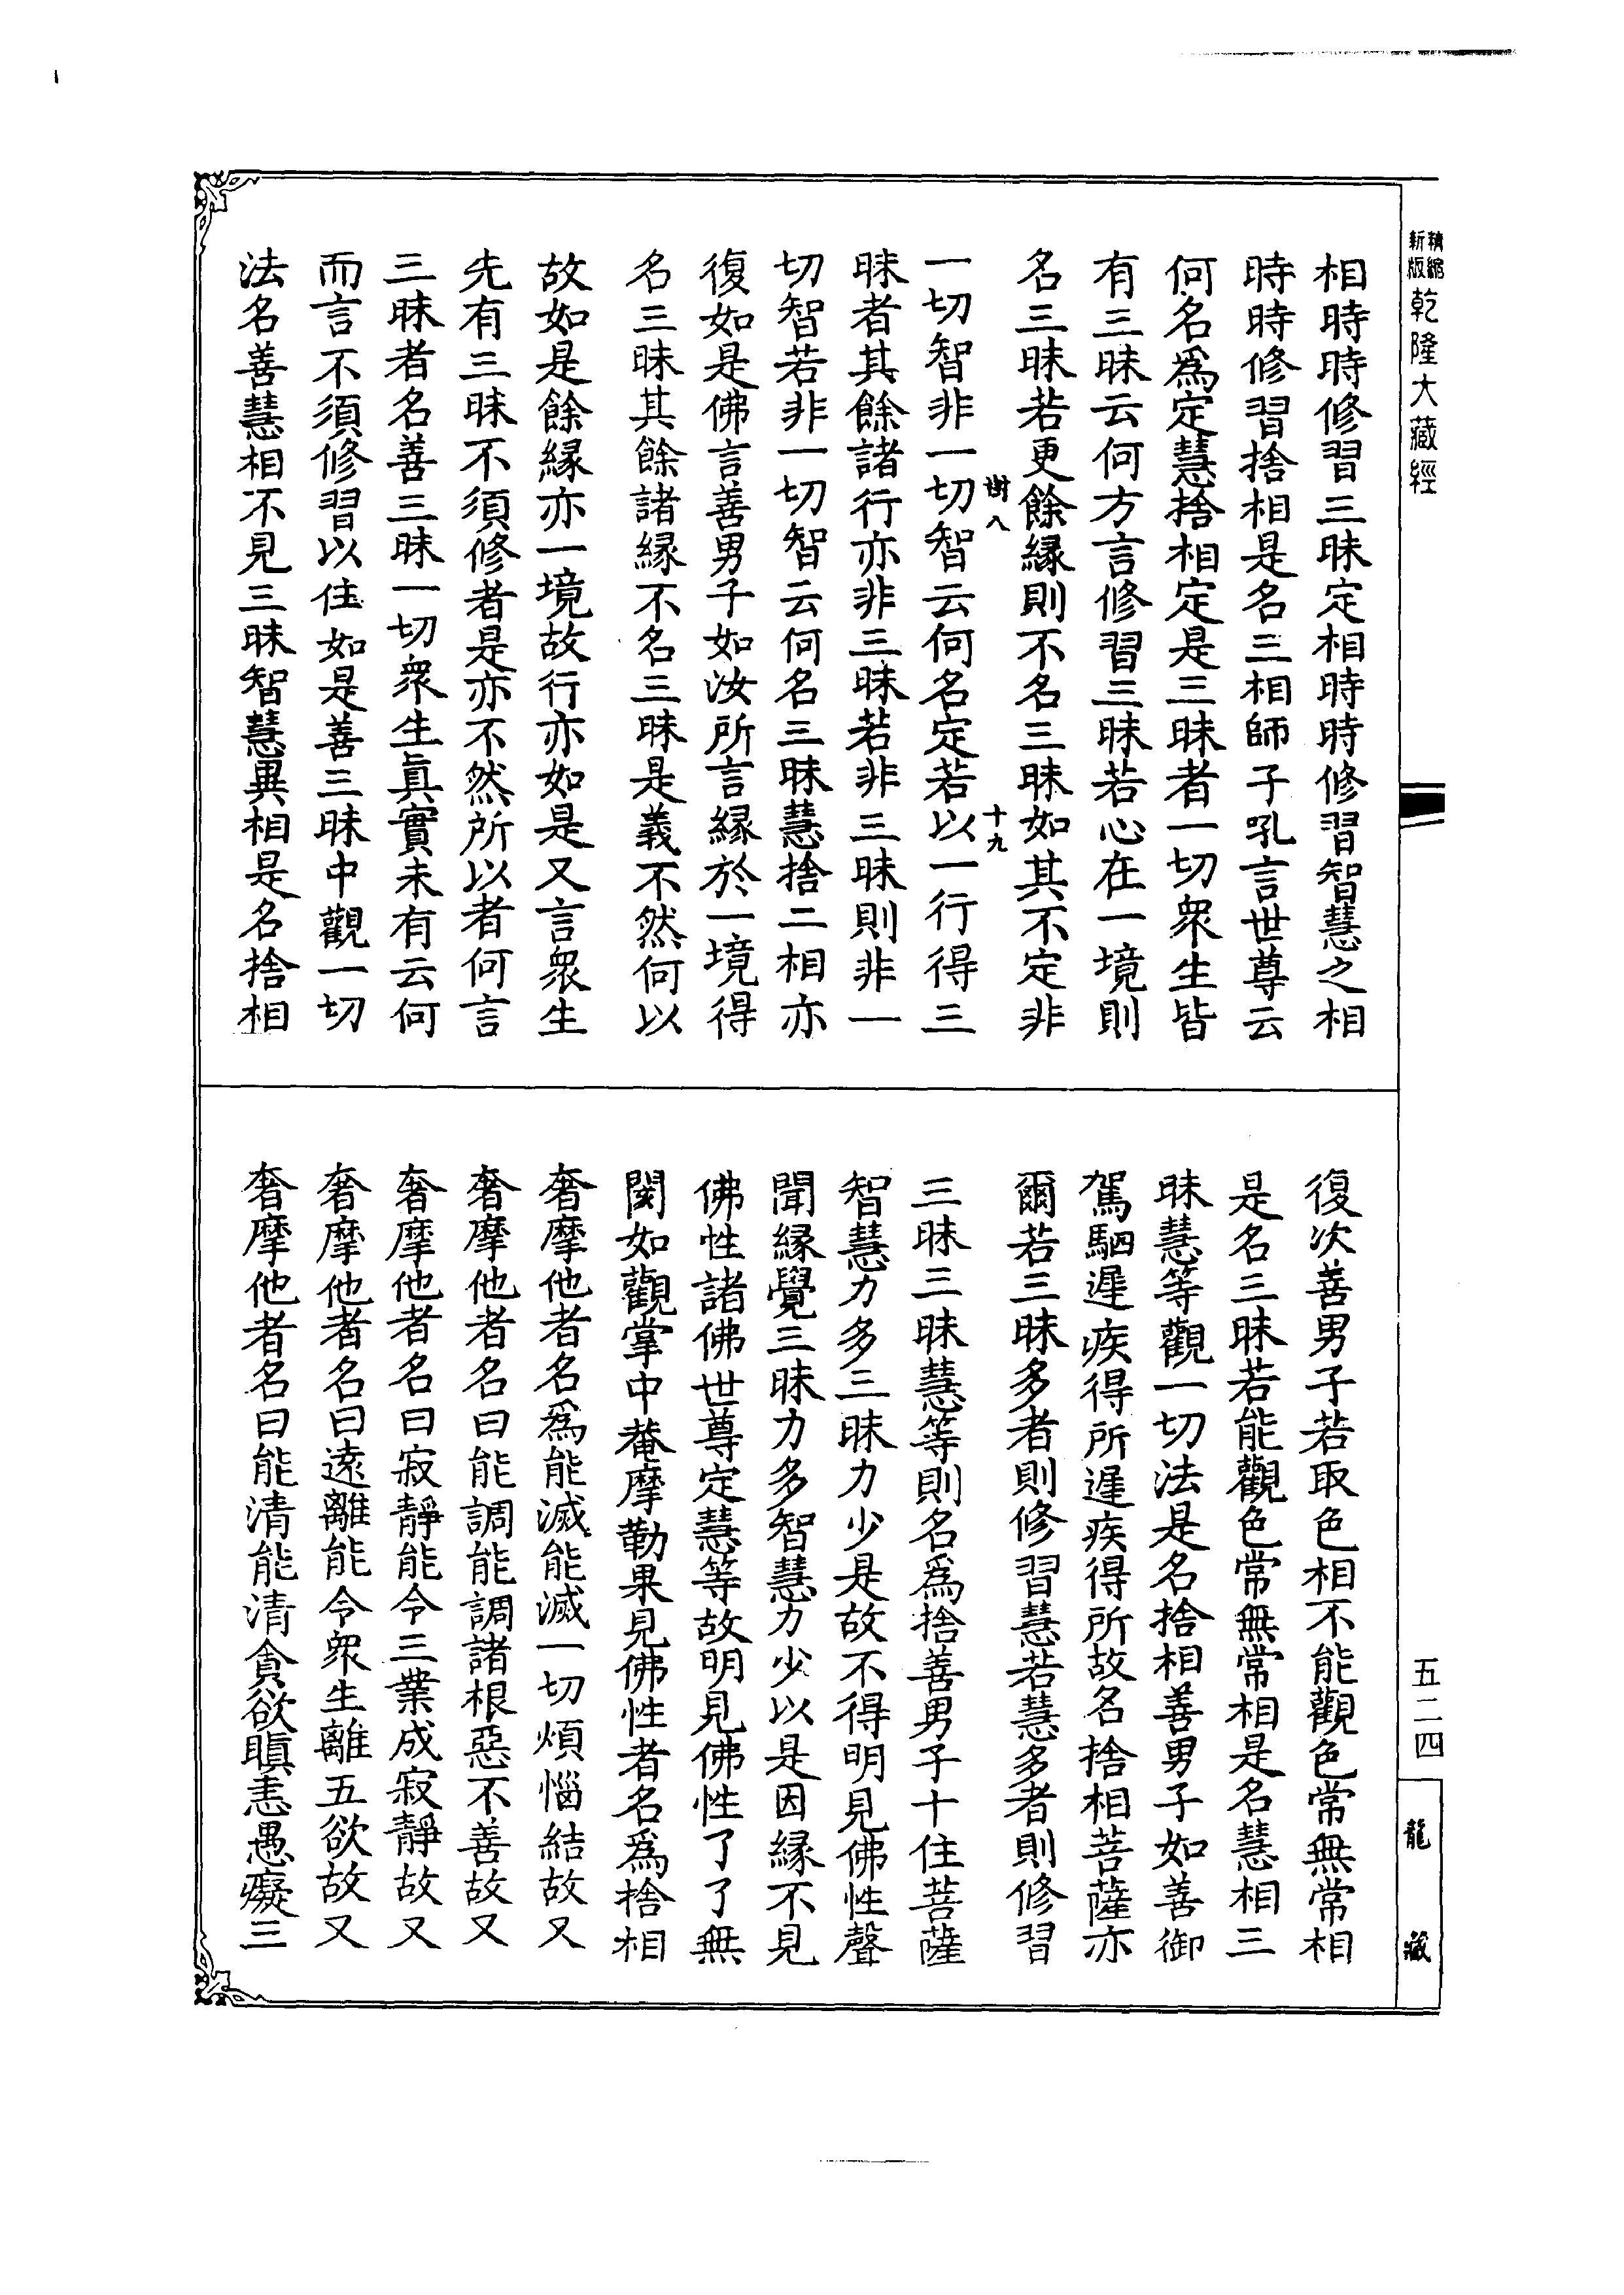 精縮
新版
乾隆大藏經
相時時修習三昧定相時時修習智慧之相
時時修習捨相是名三相師子吼言世尊云
何名爲定慧捨相定是三昧者一切衆生皆
有三昧云何方言修習三昧若心在一境則
名三昧若更餘緣則不名三昧如其不定非
樹八
十九
一切智非一切智云何名定若以一行得三
昧者其餘諸行亦非三昧若非三昧則非一
切智若非一切智云何名三昧慧捨二相亦
復如是佛言善男子如汝所言緣於一境得
名三昧其餘諸緣不名三昧是義不然何以
故如是餘緣亦一境故行亦如是又言衆生
先有三昧不須修者是亦不然所以者何言
三昧者名善三昧一切衆生眞實未有云何
而言不須修習以住如是善三昧中觀一切
法名善慧相不見三昧智慧異相是名捨相
復次善男子若取色相不能觀色常無常相
是名三昧若能觀色常無常相是名慧相三
昧慧等觀一切法是名捨相善男子如善御
駕駟遲疾得所遲疾得所故名捨相菩薩亦
爾若三昧多者則修習慧若慧多者則修習
三昧三昧慧等則名爲捨善男子十住菩薩
智慧力多三昧力少是故不得明見佛性聲
聞緣覺三昧力多智慧力少以是因緣不見
佛性諸佛世尊定慧等故明見佛性了了無
閡如觀掌中菴摩勒果見佛性者名爲捨相
奢摩他者名爲能滅能滅一切煩惱結故又
奢摩他者名曰能調能調諸根惡不善故又
奢摩他者名曰寂靜能令三業成寂靜故又
奢摩他者名曰遠離能令衆生離五欲故又
奢摩他者名曰能清能清貪欲瞋恚愚癡三
五二四
龍藏